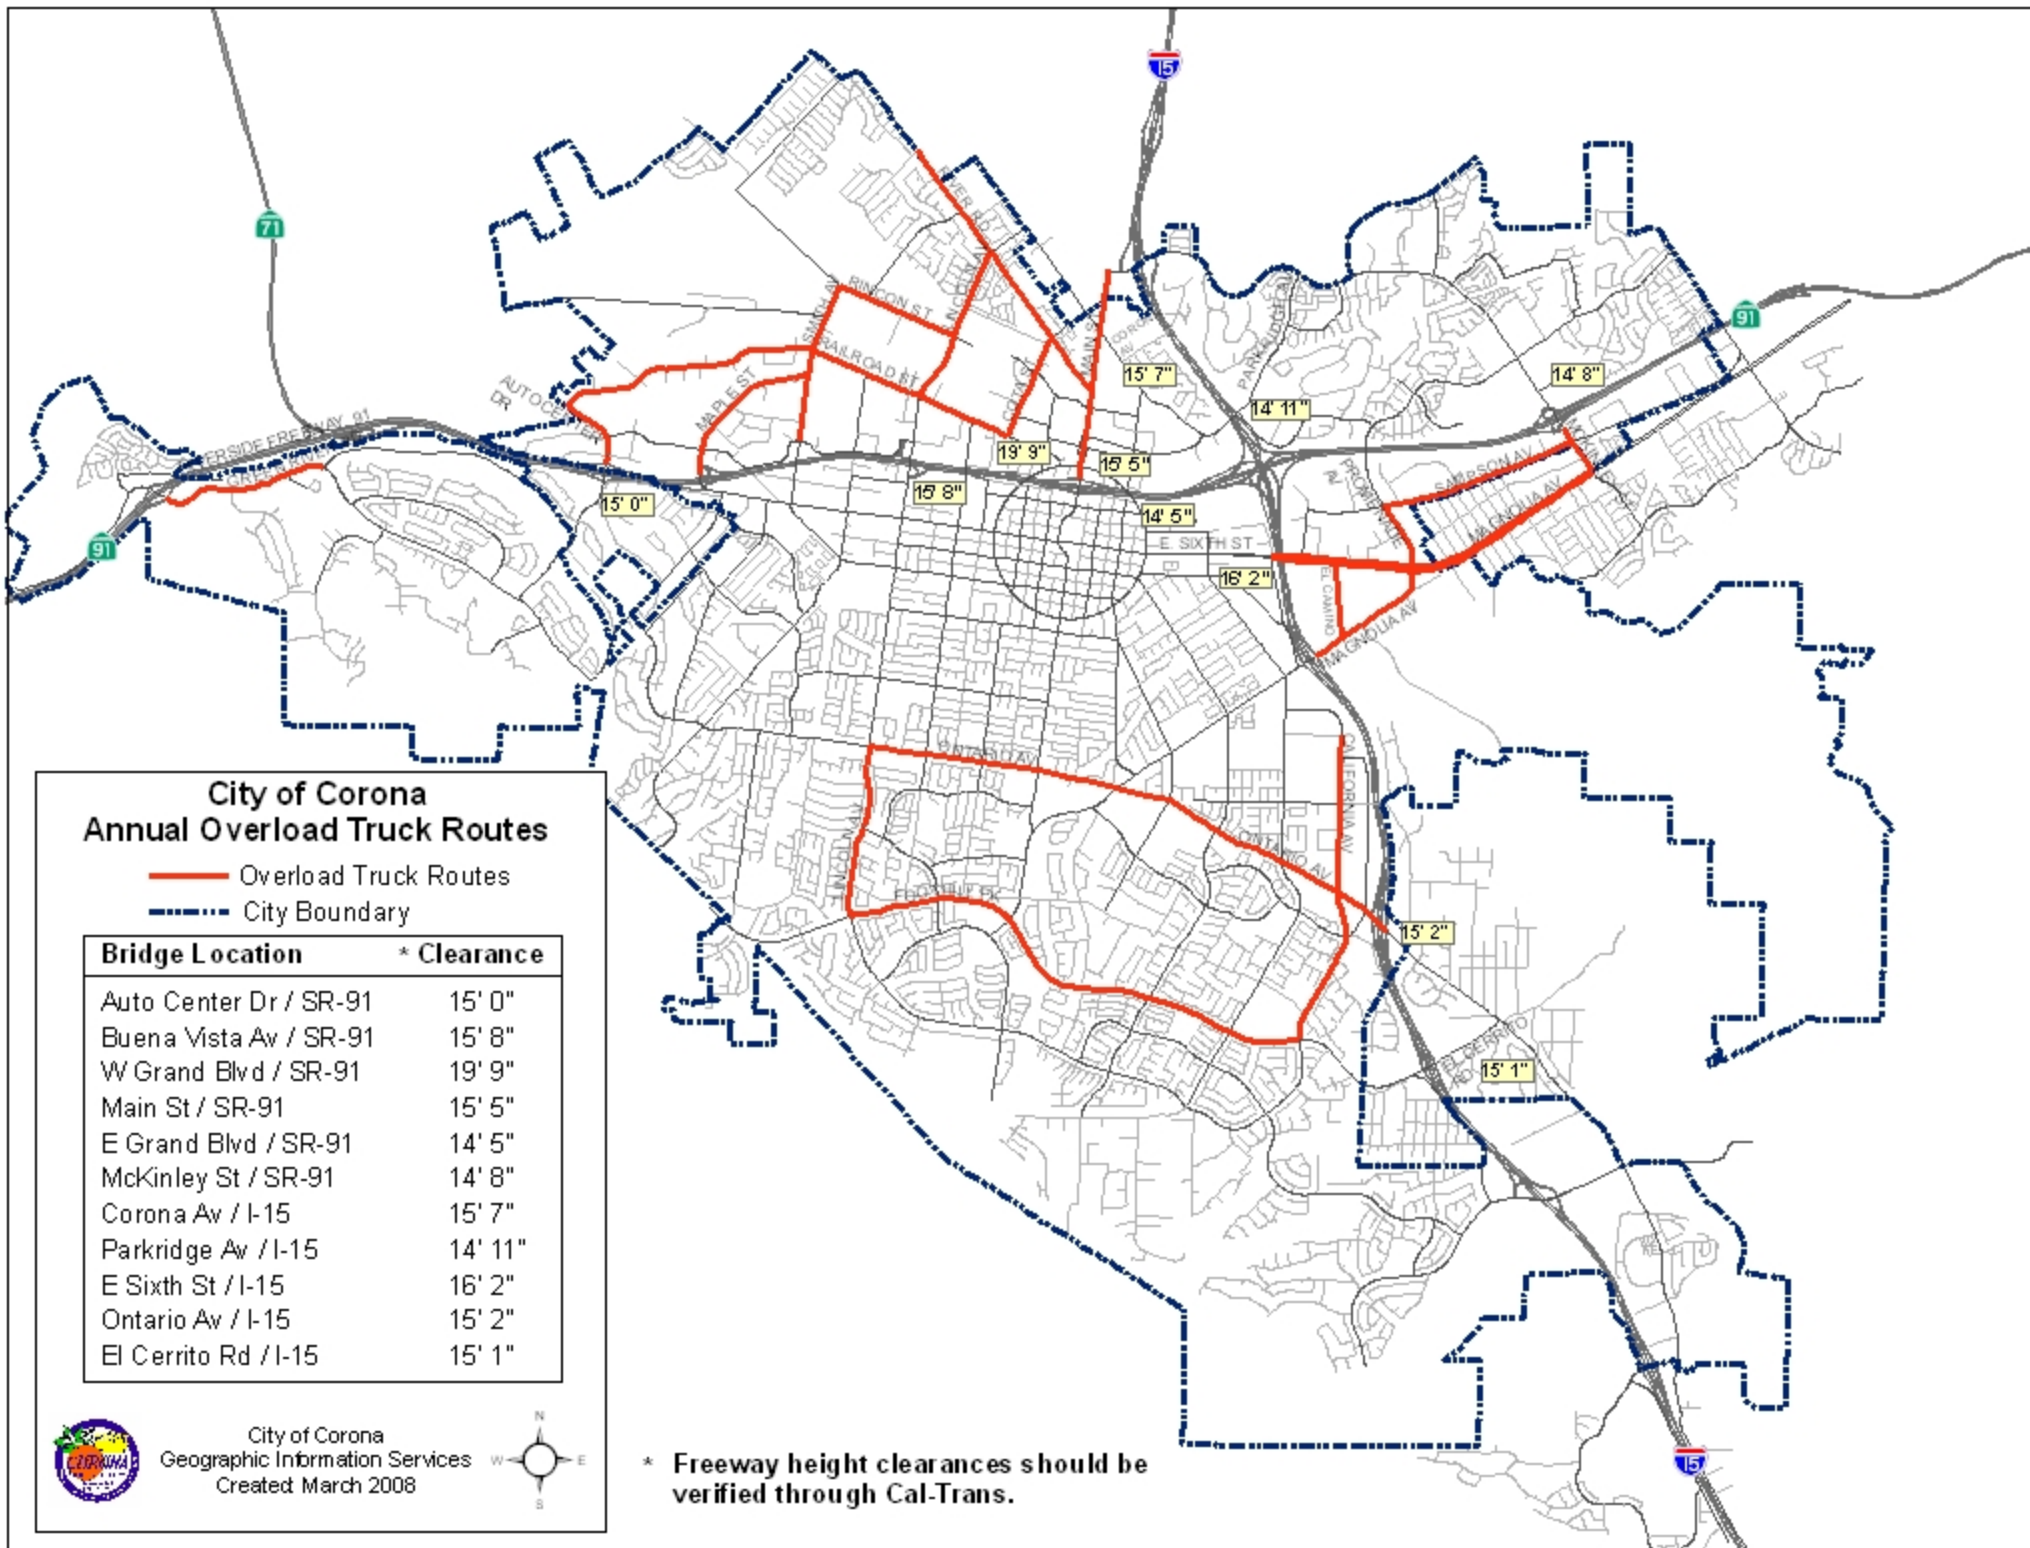 15
71
91
RINCON ST
RAILROAD ST
MAPLE ST
AUTO CENTER
DR
MAIN ST
15' 7"
14' 8"
14' 11"
19' 9"
15' 5"
15' 8"
15' 0"
14' 5"
SAMPSON AV
MAGNOLIA AV
E. SIXTH ST
16' 2"
EL CAMINO
MAGNOLIA AV
91
ONTARIO AV
CALIFORNIA AV
ONTARIO AV
FOOTHILL PK
15' 2"
EL CERRITO
RD
15' 1"
15
City of Corona
Annual Overload Truck Routes
Overload Truck Routes
City Boundary
Bridge Location * Clearance
Auto Center Dr / SR-91 15' 0"
Buena Vista Av / SR-91 15' 8"
W Grand Blvd / SR-91 19' 9"
Main St / SR-91 15' 5"
E Grand Blvd / SR-91 14' 5"
McKinley St / SR-91 14' 8"
Corona Av / I-15 15' 7"
Parkridge Av / I-15 14' 11"
E Sixth St / I-15 16' 2"
Ontario Av / I-15 15' 2"
El Cerrito Rd / I-15 15' 1"
CORONA
City of Corona
Geographic Information Services
Created: March 2008
N
W E
S
* Freeway height clearances should be
verified through Cal-Trans.